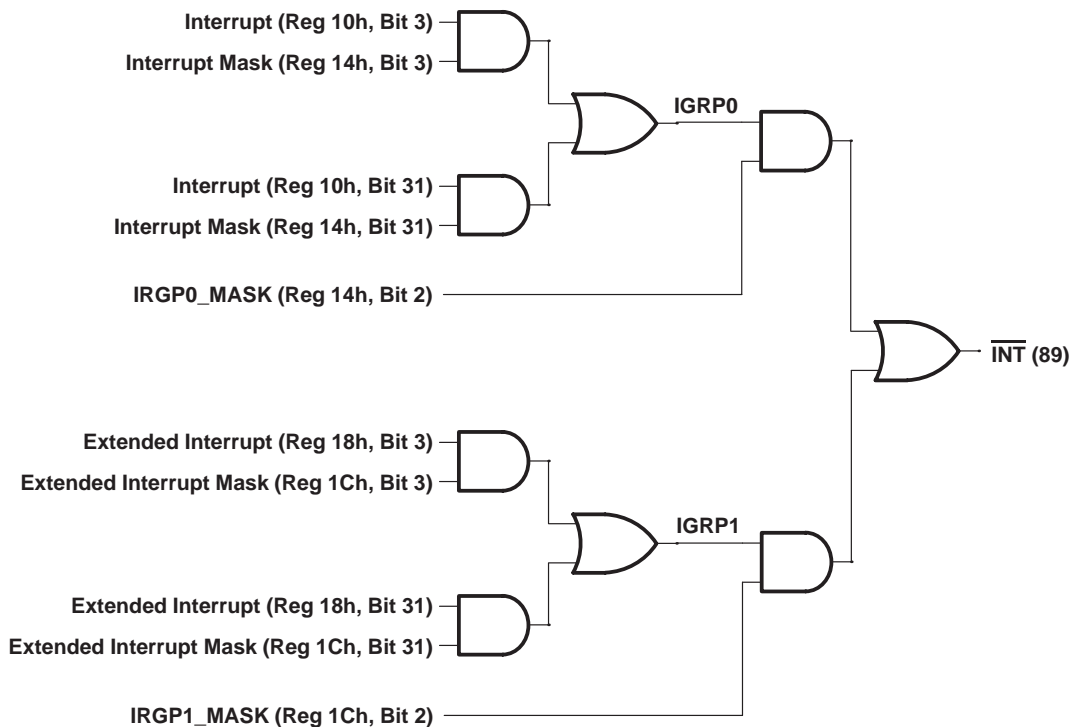 Interrupt (Reg 10h, Bit 3)
Interrupt Mask (Reg 14h, Bit 3)
IGRP0
Interrupt (Reg 10h, Bit 31)
Interrupt Mask (Reg 14h, Bit 31)
IRGP0_MASK (Reg 14h, Bit 2)
INT (89)
Extended Interrupt (Reg 18h, Bit 3)
Extended Interrupt Mask (Reg 1Ch, Bit 3)
IGRP1
Extended Interrupt (Reg 18h, Bit 31)
Extended Interrupt Mask (Reg 1Ch, Bit 31)
IRGP1_MASK (Reg 1Ch, Bit 2)